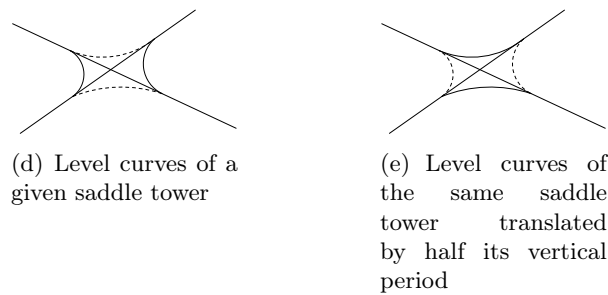 (d) Level curves of a
given saddle tower
(e) Level curves of
the same saddle
tower translated
by half its vertical
period